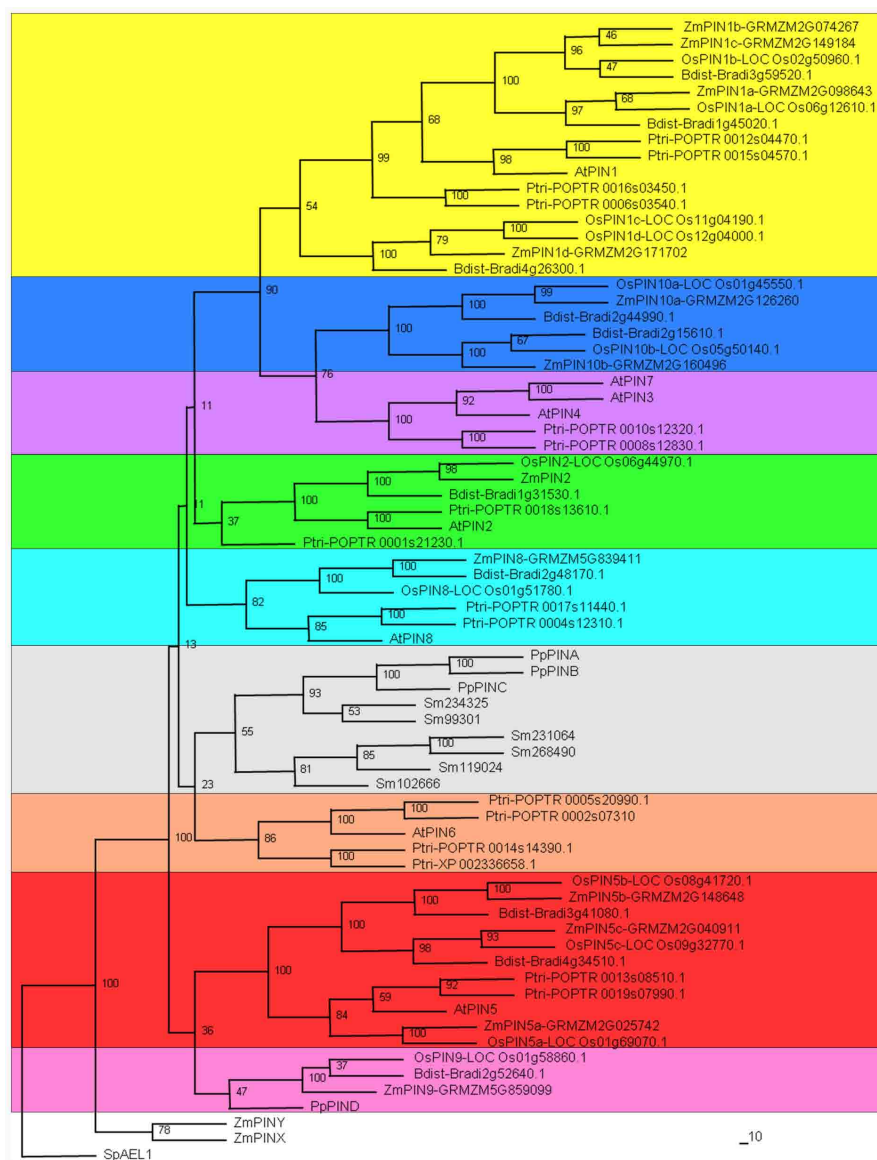 ZmPIN1b-GRMZM2G074267
46
ZmPIN1c-GRMZM2G149184
96
OsPIN1b-LOC Os02g50960.1
47
Bdist-Bradi3g59520.1
100
ZmPIN1a-GRMZM2G098643
68
OsPIN1a-LOC Os06g12610.1
97
Bdist-Bradi1g45020.1
68
Ptri-POPTR 0012s04470.1
100
Ptri-POPTR 0015s04570.1
98
AtPIN1
99
Ptri-POPTR 0016s03450.1
100
Ptri-POPTR 0006s03540.1
54
OsPIN1c-LOC Os11g04190.1
100
OsPIN1d-LOC Os12g04000.1
79
ZmPIN1d-GRMZM2G171702
100
Bdist-Bradi4g26300.1
90
OsPIN10a-LOC Os01g45550.1
99
ZmPIN10a-GRMZM2G126260
100
Bdist-Bradi2g44990.1
100
Bdist-Bradi2g15610.1
67
OsPIN10b-LOC Os05g50140.1
100
ZmPIN10b-GRMZM2G160496
76
AtPIN7
100
AtPIN3
92
AtPIN4
11
100
Ptri-POPTR 0010s12320.1
100
Ptri-POPTR 0008s12830.1
OsPIN2-LOC Os06g44970.1
98
ZmPIN2
100
Bdist-Bradi1g31530.1
100
Ptri-POPTR 0018s13610.1
11
37
100
AtPIN2
Ptri-POPTR 0001s21230.1
ZmPIN8-GRMZM5G839411
100
Bdist-Bradi2g48170.1
100
OsPIN8-LOC Os01g51780.1
82
Ptri-POPTR 0017s11440.1
100
Ptri-POPTR 0004s12310.1
85
AtPIN8
13
PpPINA
100
PpPINB
100
PpPINC
93
Sm234325
53
Sm99301
55
Sm231064
100
Sm268490
85
Sm119024
81
Sm102666
23
Ptri-POPTR 0005s20990.1
100
Ptri-POPTR 0002s07310
100
AtPIN6
100
86
Ptri-POPTR 0014s14390.1
100
Ptri-XP 002336658.1
OsPIN5b-LOC Os08g41720.1
100
ZmPIN5b-GRMZM2G148648
100
Bdist-Bradi3g41080.1
100
ZmPIN5c-GRMZM2G040911
93
OsPIN5c-LOC Os09g32770.1
98
Bdist-Bradi4g34510.1
100
Ptri-POPTR 0013s08510.1
92
Ptri-POPTR 0019s07990.1
100
59
AtPIN5
84
ZmPIN5a-GRMZM2G025742
100
OsPIN5a-LOC Os01g69070.1
36
OsPIN9-LOC Os01g58860.1
37
Bdist-Bradi2g52640.1
100
ZmPIN9-GRMZM5G859099
47
PpPIND
ZmPINY
78
ZmPINX
10
SpAEL1